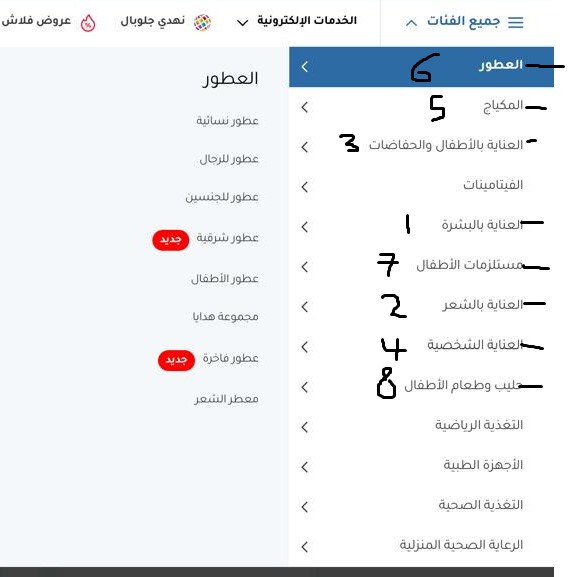 جميع الفئات
الخدمات الإلكترونية
نهدي جلوبال
عروض فلاش
العطور 6
المكياج 5
العناية بالأطفال والحفاضات 3
الفيتامينات
العناية بالبشرة 1
مستلزمات الأطفال 7
العناية بالشعر 2
العناية الشخصية 4
حليب وطعام الأطفال 8
التغذية الرياضية
الأجهزة الطبية
التغذية الصحية
الرعاية الصحية المنزلية
العطور
عطور نسائية
عطور للرجال
عطور للجنسين
عطور شرقية جديد
عطور الأطفال
مجموعة هدايا
عطور فاخرة جديد
معطر الشعر